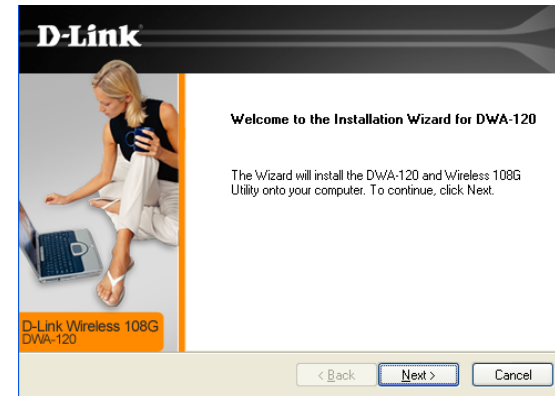 D-Link
Welcome to the Installation Wizard for DWA-120
The Wizard will install the DWA-120 and Wireless 108G
Utility onto your computer. To continue, click Next.
D-Link Wireless 108G
DWA-120
< Back
Next >
Cancel